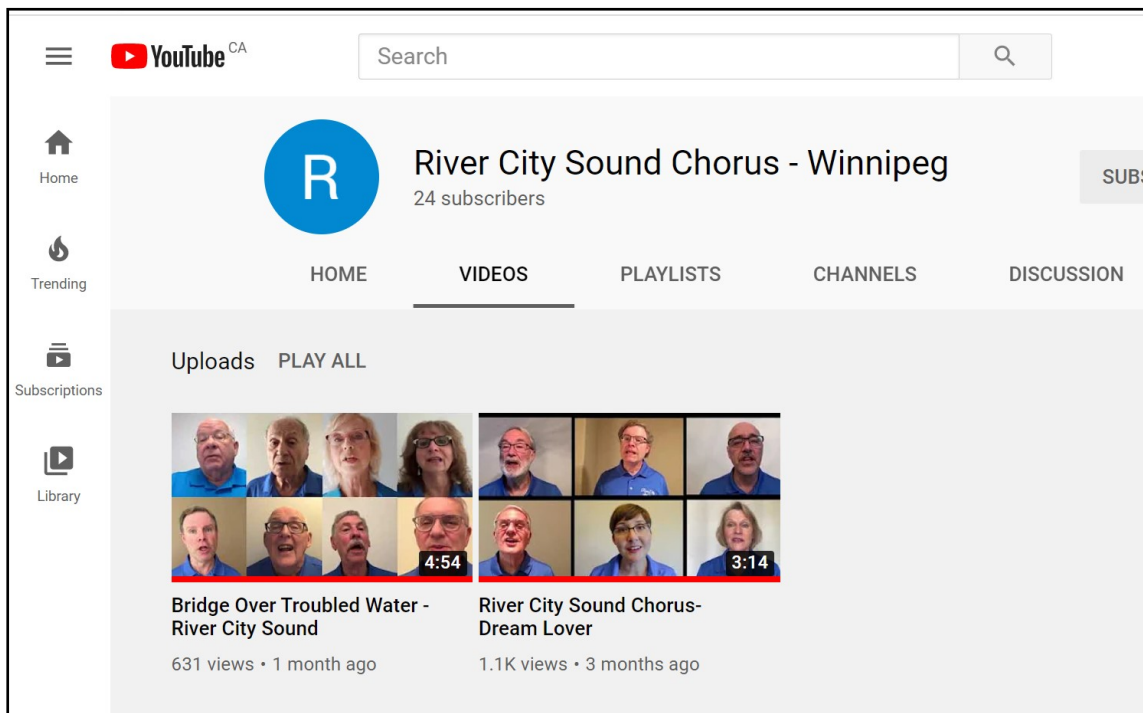 YouTube CA
Search
Home
Trending
Subscriptions
Library
R
River City Sound Chorus - Winnipeg
24 subscribers
SUBS
HOME VIDEOS PLAYLISTS CHANNELS DISCUSSION
Uploads PLAY ALL
4:54
3:14
Bridge Over Troubled Water -
River City Sound
631 views • 1 month ago
River City Sound Chorus-
Dream Lover
1.1K views • 3 months ago